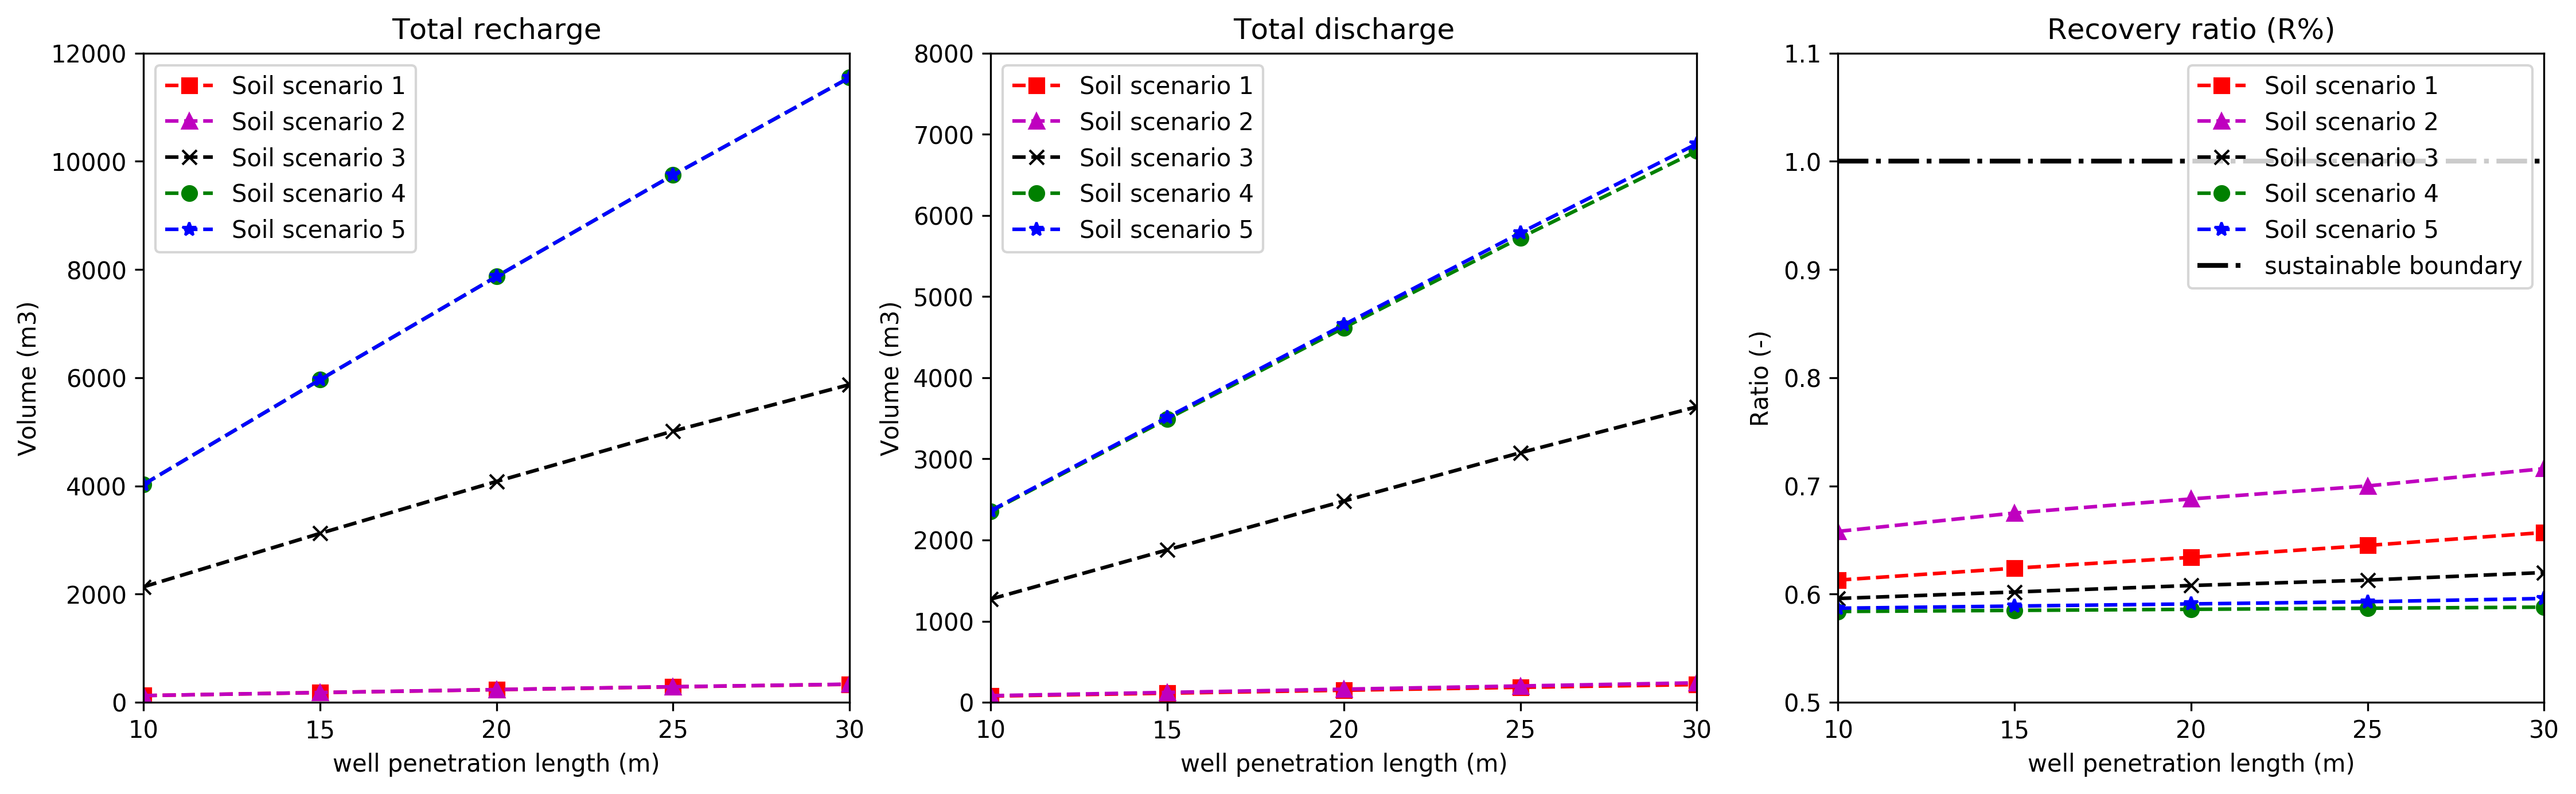 Total recharge
12000
10000
8000
6000
4000
2000
0
Volume (m3)
Soil scenario 1
Soil scenario 2
Soil scenario 3
Soil scenario 4
Soil scenario 5
10 15 20 25 30
well penetration length (m)
Total discharge
8000
7000
6000
5000
4000
3000
2000
1000
0
Volume (m3)
Soil scenario 1
Soil scenario 2
Soil scenario 3
Soil scenario 4
Soil scenario 5
10 15 20 25 30
well penetration length (m)
Recovery ratio (R%)
1.1
1.0
0.9
0.8
0.7
0.6
0.5
Ratio (-)
Soil scenario 1
Soil scenario 2
Soil scenario 3
Soil scenario 4
Soil scenario 5
sustainable boundary
10 15 20 25 30
well penetration length (m)